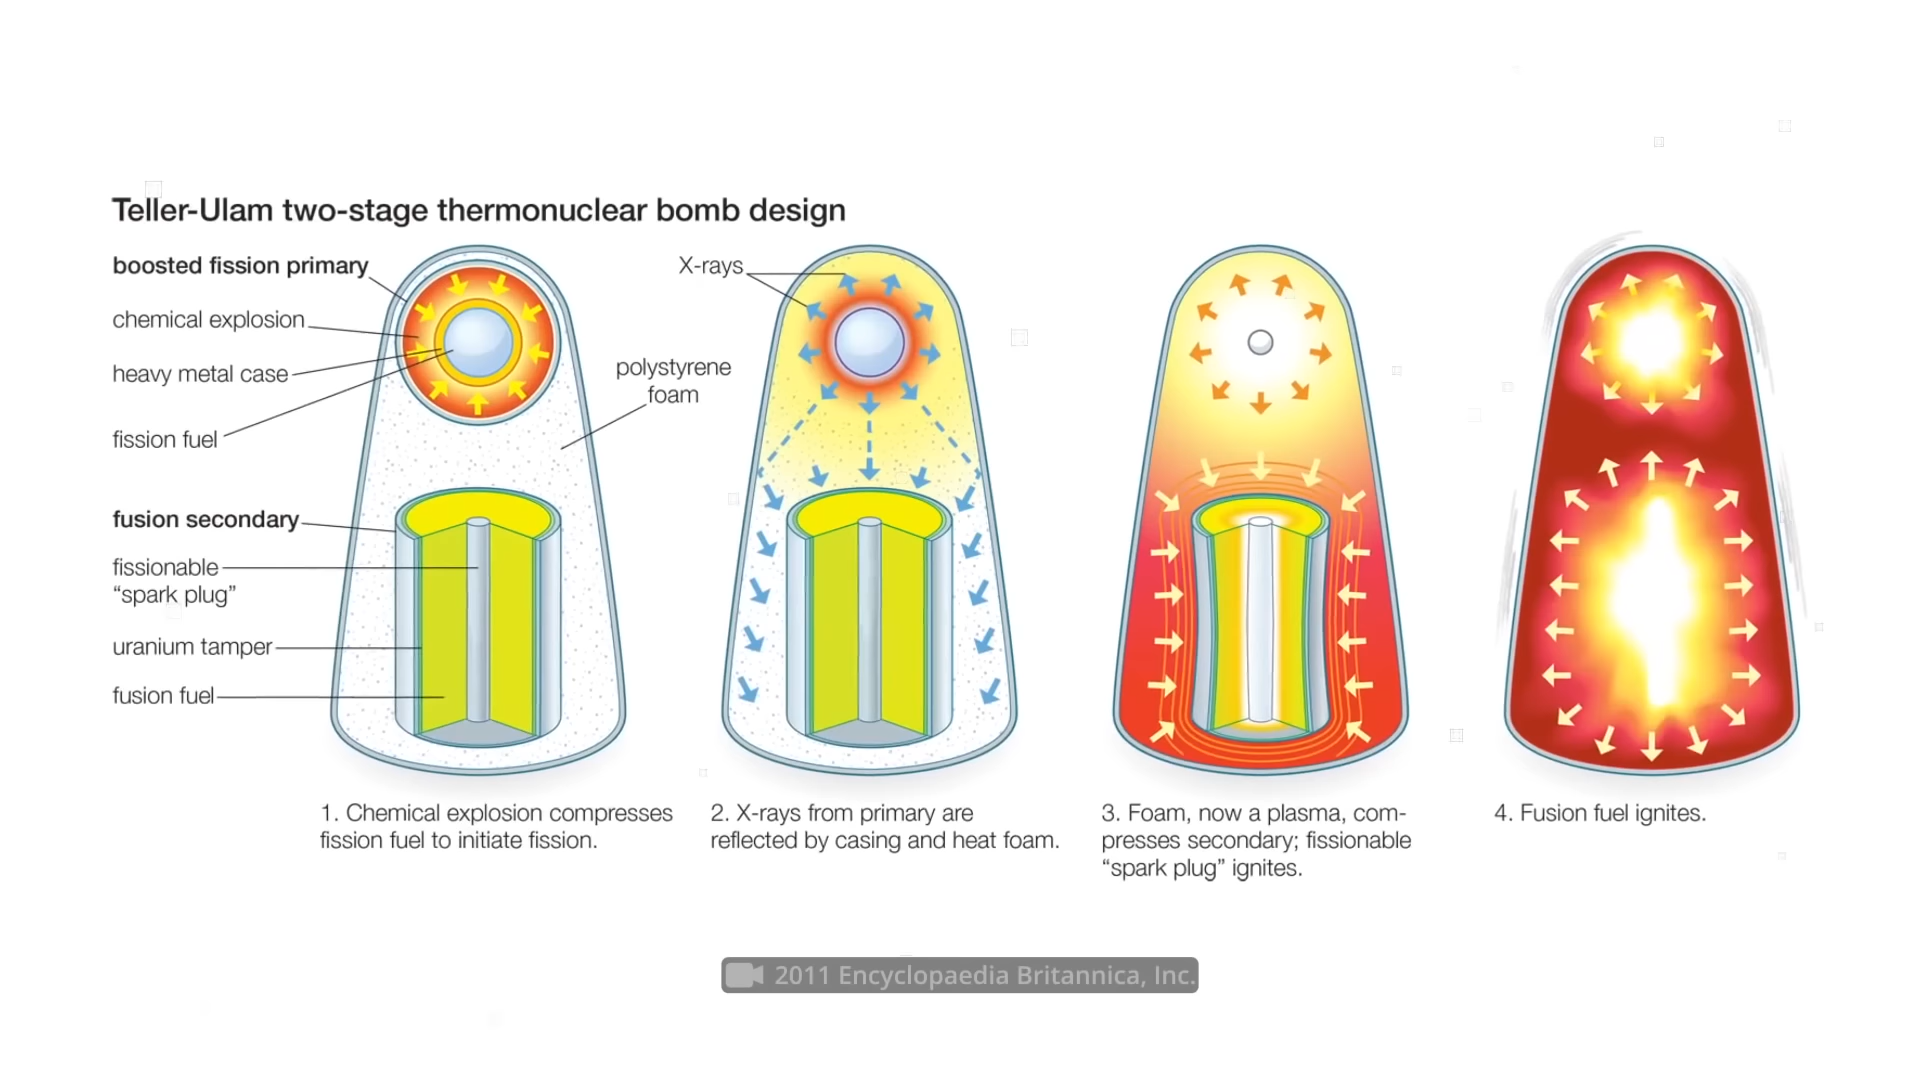 Teller-Ulam two-stage thermonuclear bomb design
boosted fission primary
chemical explosion
heavy metal case
fission fuel
fusion secondary
fissionable
“spark plug”
uranium tamper
fusion fuel
polystyrene
foam
X-rays
1. Chemical explosion compresses
fission fuel to initiate fission.
2. X-rays from primary are
reflected by casing and heat foam.
3. Foam, now a plasma, com-
presses secondary; fissionable
“spark plug” ignites.
4. Fusion fuel ignites.
2011 Encyclopaedia Britannica, Inc.